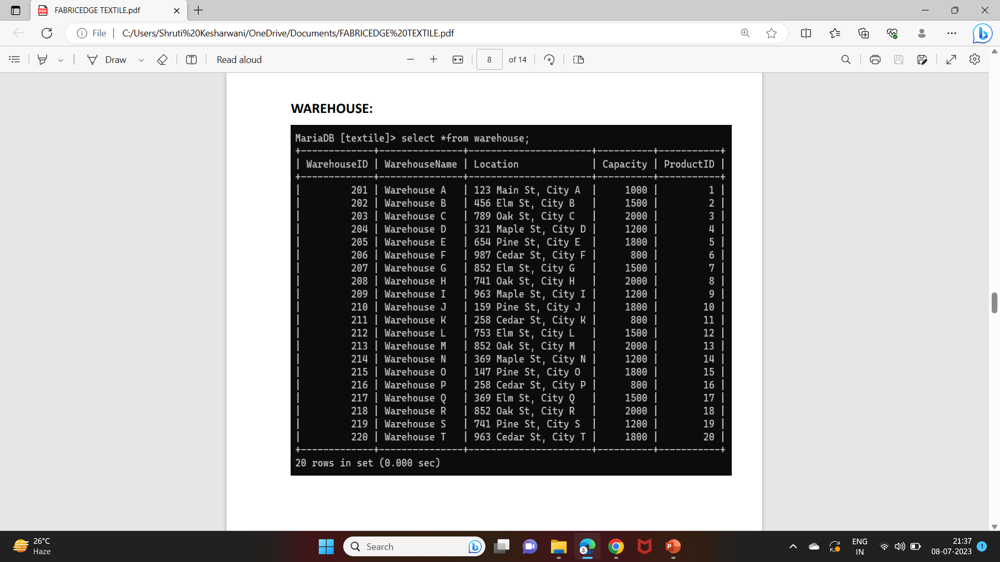 FABRICEDGE TEXTILE.pdf
File
C:/Users/Shruti%20Kesharwani/OneDrive/Documents/FABRICEDGE%20TEXTILE.pdf
Draw
Read aloud
8
of 14
WAREHOUSE:
MariaDB [textile]> select *from warehouse;
+-------------+---------------+----------------------+----------+-----------+
| WarehouseID | WarehouseName | Location             | Capacity | ProductID |
+-------------+---------------+----------------------+----------+-----------+
|         201 | Warehouse A   | 123 Main St, City A  |     1000 |         1 |
|         202 | Warehouse B   | 456 Elm St, City B   |     1500 |         2 |
|         203 | Warehouse C   | 789 Oak St, City C   |     2000 |         3 |
|         204 | Warehouse D   | 321 Maple St, City D |     1200 |         4 |
|         205 | Warehouse E   | 654 Pine St, City E  |     1800 |         5 |
|         206 | Warehouse F   | 987 Cedar St, City F |      800 |         6 |
|         207 | Warehouse G   | 852 Elm St, City G   |     1500 |         7 |
|         208 | Warehouse H   | 741 Oak St, City H   |     2000 |         8 |
|         209 | Warehouse I   | 963 Maple St, City I |     1200 |         9 |
|         210 | Warehouse J   | 159 Pine St, City J  |     1800 |        10 |
|         211 | Warehouse K   | 258 Cedar St, City K |      800 |        11 |
|         212 | Warehouse L   | 753 Elm St, City L   |     1500 |        12 |
|         213 | Warehouse M   | 852 Oak St, City M   |     2000 |        13 |
|         214 | Warehouse N   | 369 Maple St, City N |     1200 |        14 |
|         215 | Warehouse O   | 147 Pine St, City O  |     1800 |        15 |
|         216 | Warehouse P   | 258 Cedar St, City P |      800 |        16 |
|         217 | Warehouse Q   | 369 Elm St, City Q   |     1500 |        17 |
|         218 | Warehouse R   | 852 Oak St, City R   |     2000 |        18 |
|         219 | Warehouse S   | 741 Pine St, City S  |     1200 |        19 |
|         220 | Warehouse T   | 963 Cedar St, City T |     1800 |        20 |
+-------------+---------------+----------------------+----------+-----------+
20 rows in set (0.000 sec)
26°C
Haze
Search
ENG
IN
21:37
08-07-2023
1